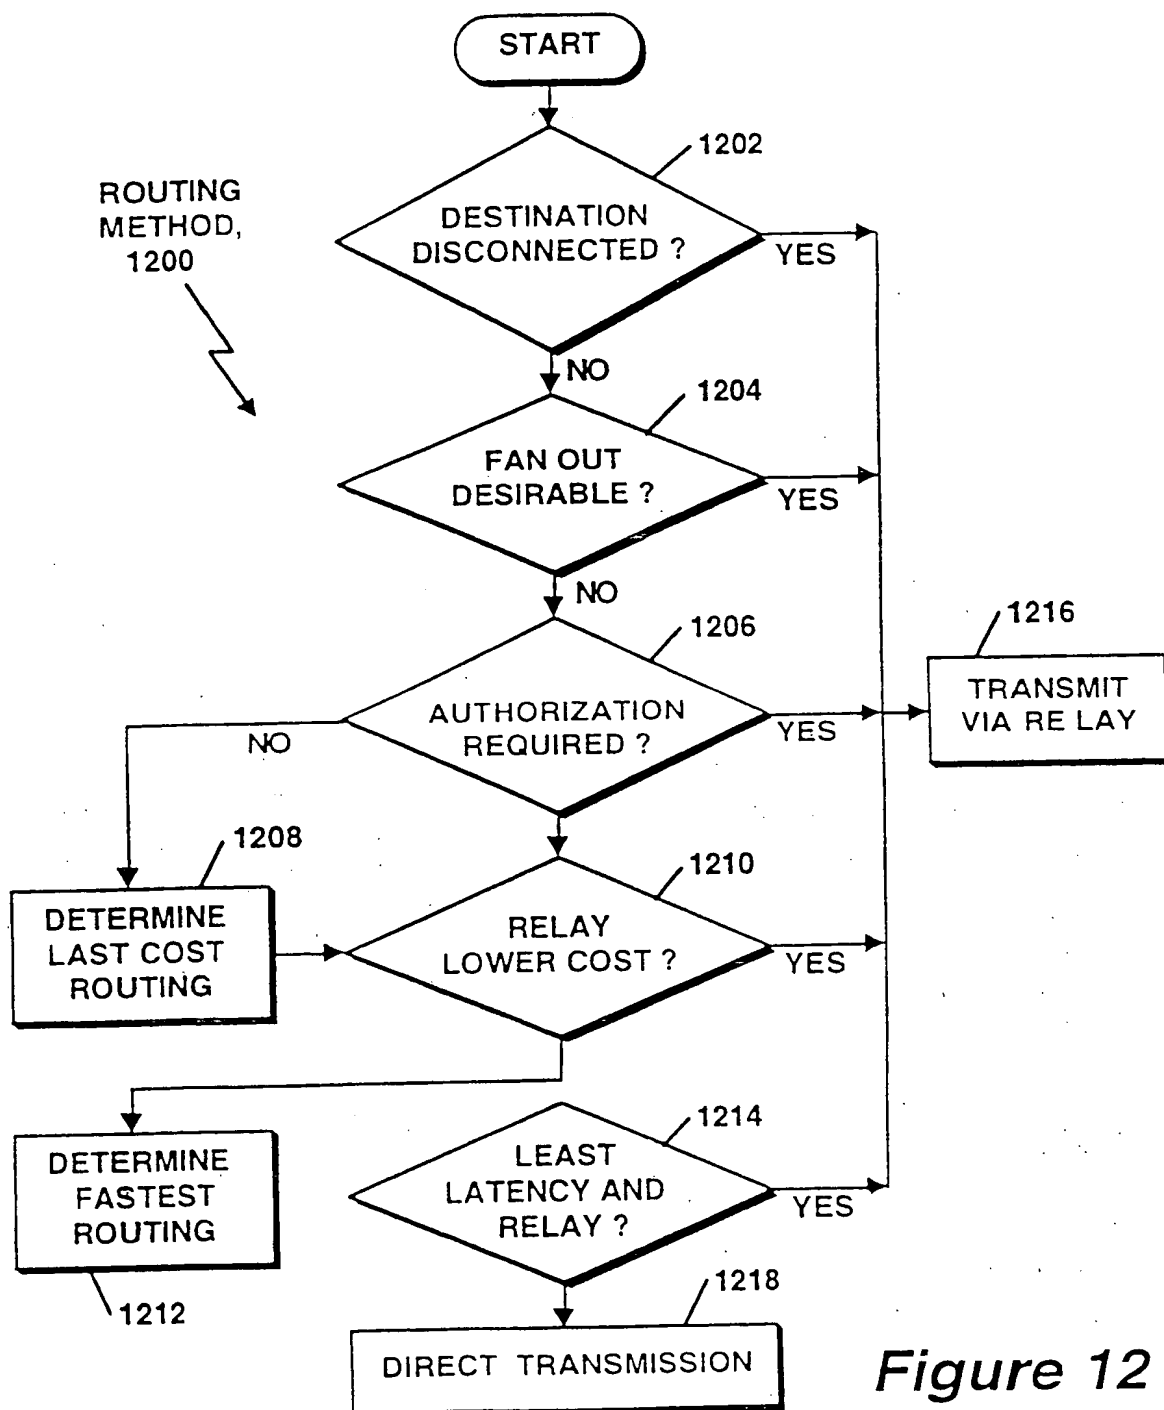 START
1202
ROUTING
METHOD,
1200
DESTINATION
DISCONNECTED ?
YES
NO
1204
FAN OUT
DESIRABLE ?
YES
NO
1206
1216
AUTHORIZATION
REQUIRED ?
YES
NO
TRANSMIT
VIA RE LAY
1208
1210
DETERMINE
LAST COST
ROUTING
RELAY
LOWER COST ?
YES
1214
DETERMINE
FASTEST
ROUTING
LEAST
LATENCY AND
RELAY ?
YES
1212
1218
DIRECT TRANSMISSION
Figure 12